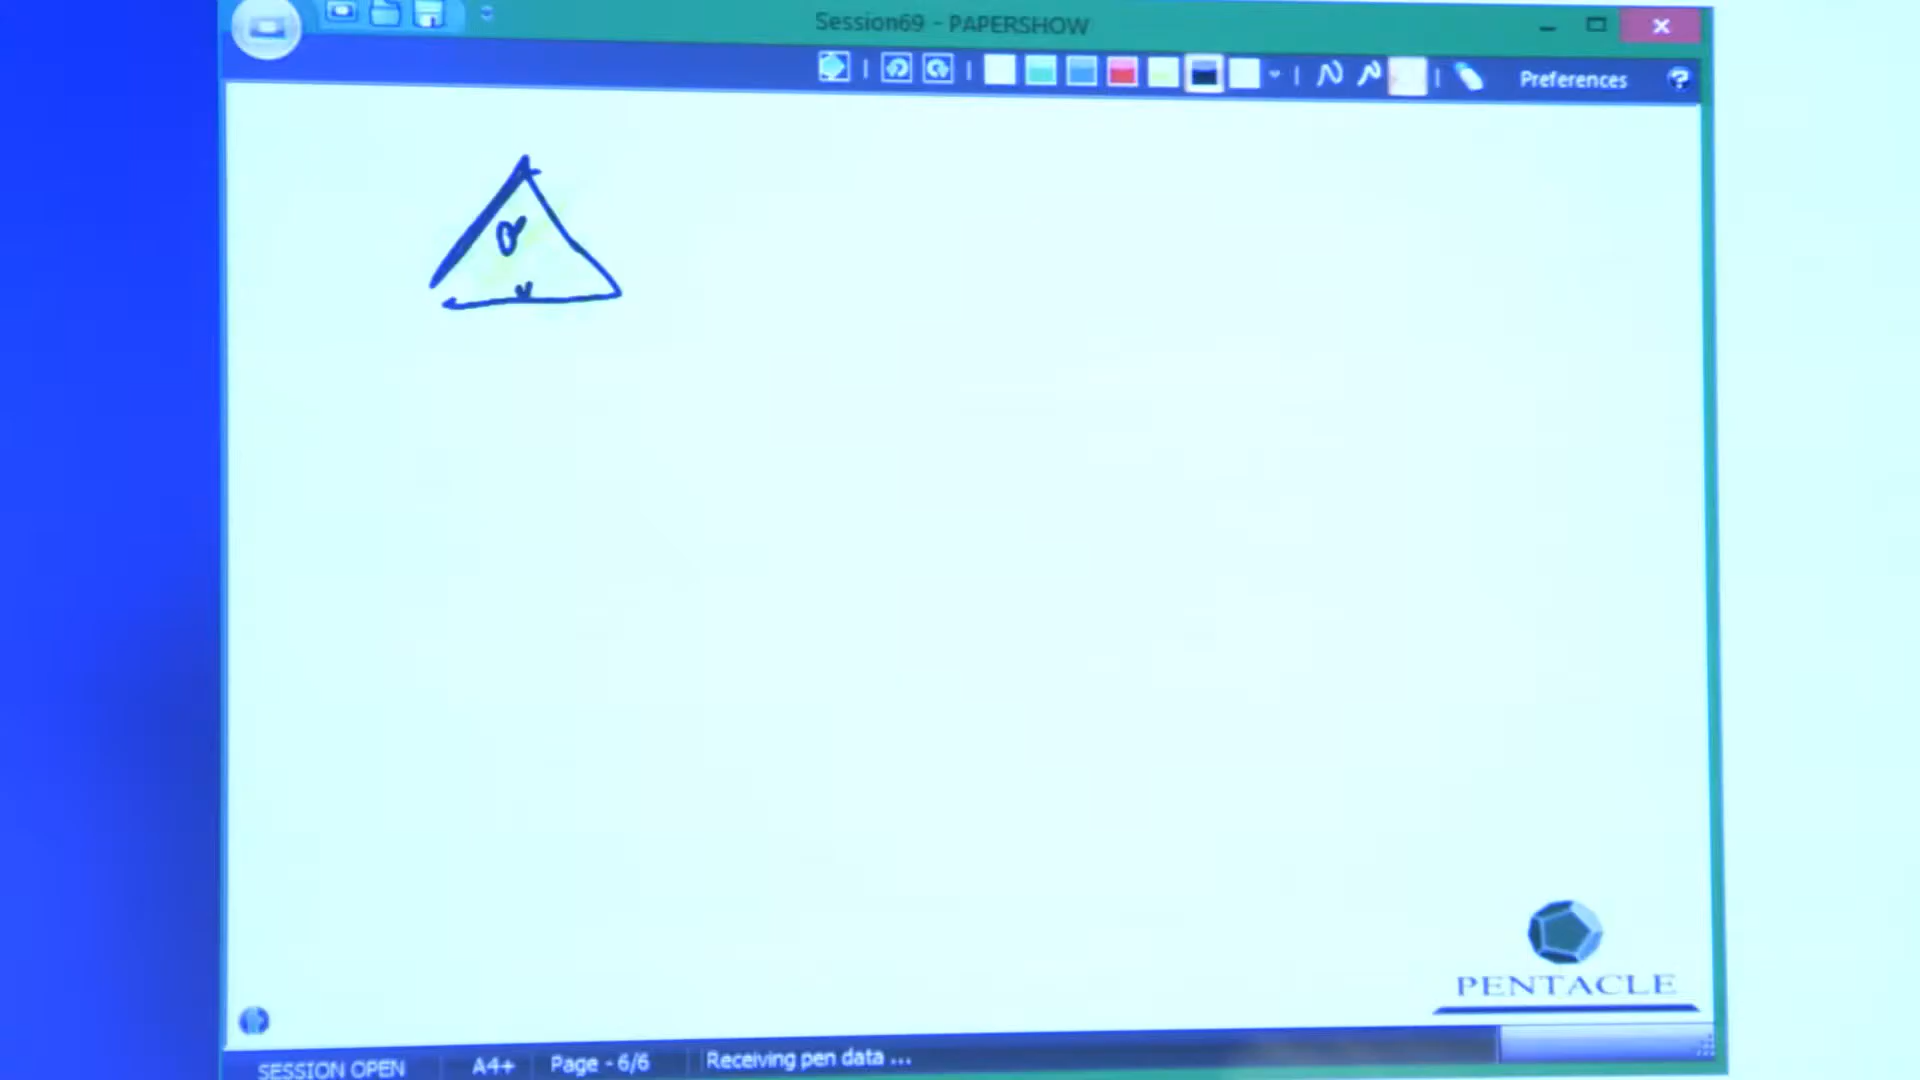 Session69 - PAPERSHOW
Preferences
PENTACLE
SESSION OPEN A4+ Page - 6/6 Receiving pen data ...